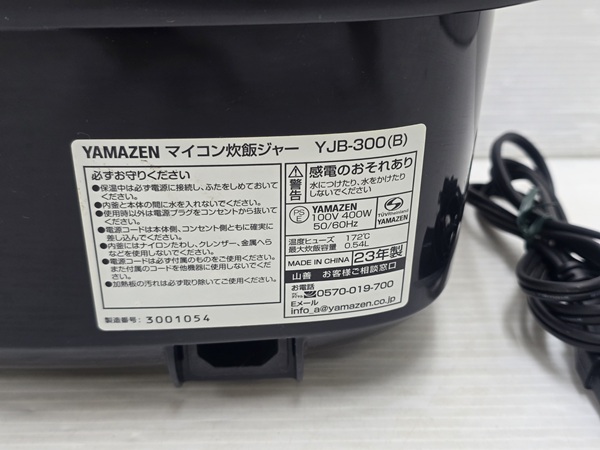 YAMAZEN マイコン炊飯ジャー YJB-300(B)
必ずお守りください
●保温中は必ず電源に接続し、ふたをしめておいて
ください。
●内釜と本体の間に水を入れないでください。
●使用時以外は電源プラグをコンセントから抜いて
ください。
●電源コードは本体側、コンセント側ともに確実に
差し込んでください。
●内釜にはナイロンたわし、クレンザー、金属へら
などを使用しないでください。
●電源コードは必ず付属のものをご使用ください。
また付属のコードを他機器に使用しないでくだ
さい。
●加熱板の汚れは必ず取り除いてご使用ください。
製造番号: 3001054
警告
感電のおそれあり
水につけたり、水をかけたり
しないでください
PS
E
YAMAZEN
100V 400W
50/60Hz
YAMAZEN
温度ヒューズ 172℃
最大炊飯容量 0.54L
MADE IN CHINA 23年製
山善 お客様ご相談窓口
お電話
0570-019-700
Eメール
info_a@yamazen.co.jp